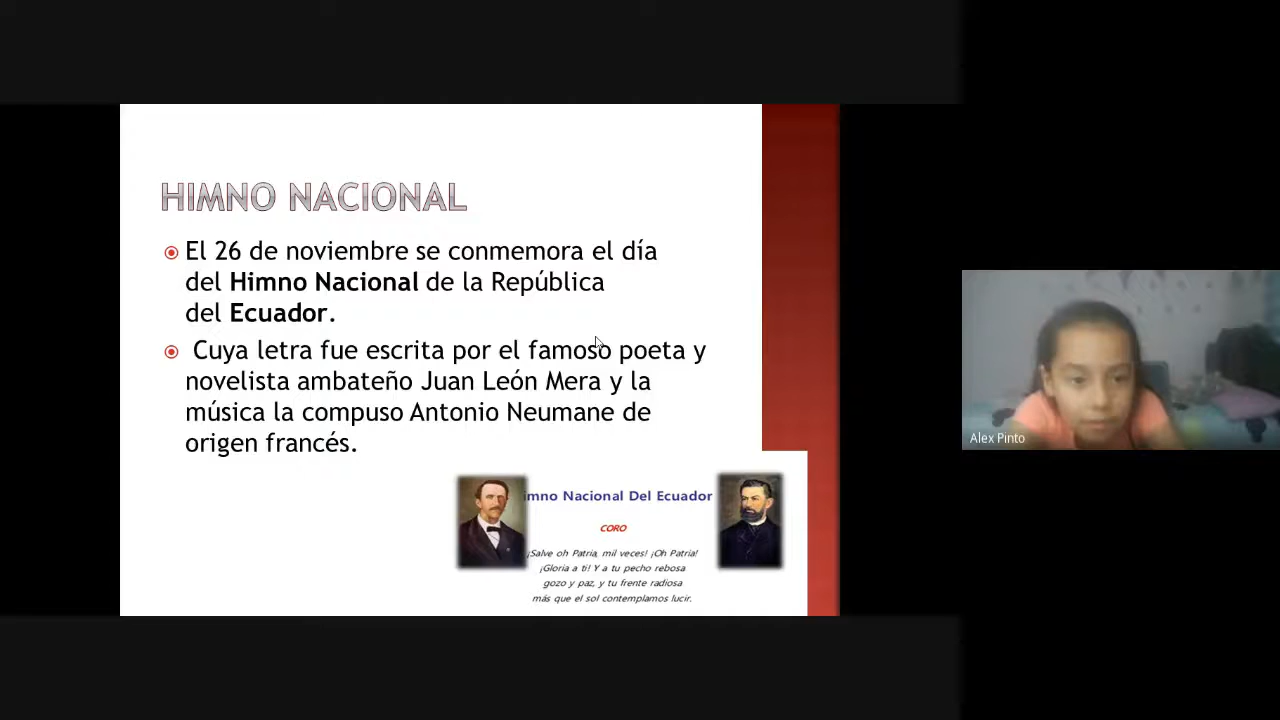 HIMNO NACIONAL
El 26 de noviembre se conmemora el día
del Himno Nacional de la República
del Ecuador.
Cuya letra fue escrita por el famoso poeta y
novelista ambateño Juan León Mera y la
música la compuso Antonio Neumane de
origen francés.
imno Nacional Del Ecuador
CORO
¡Salve oh Patria, mil veces! ¡Oh Patria!
¡Gloria a ti! Y a tu pecho rebosa
gozo y paz, y tu frente radiosa
más que el sol contemplamos lucir.
Alex Pinto